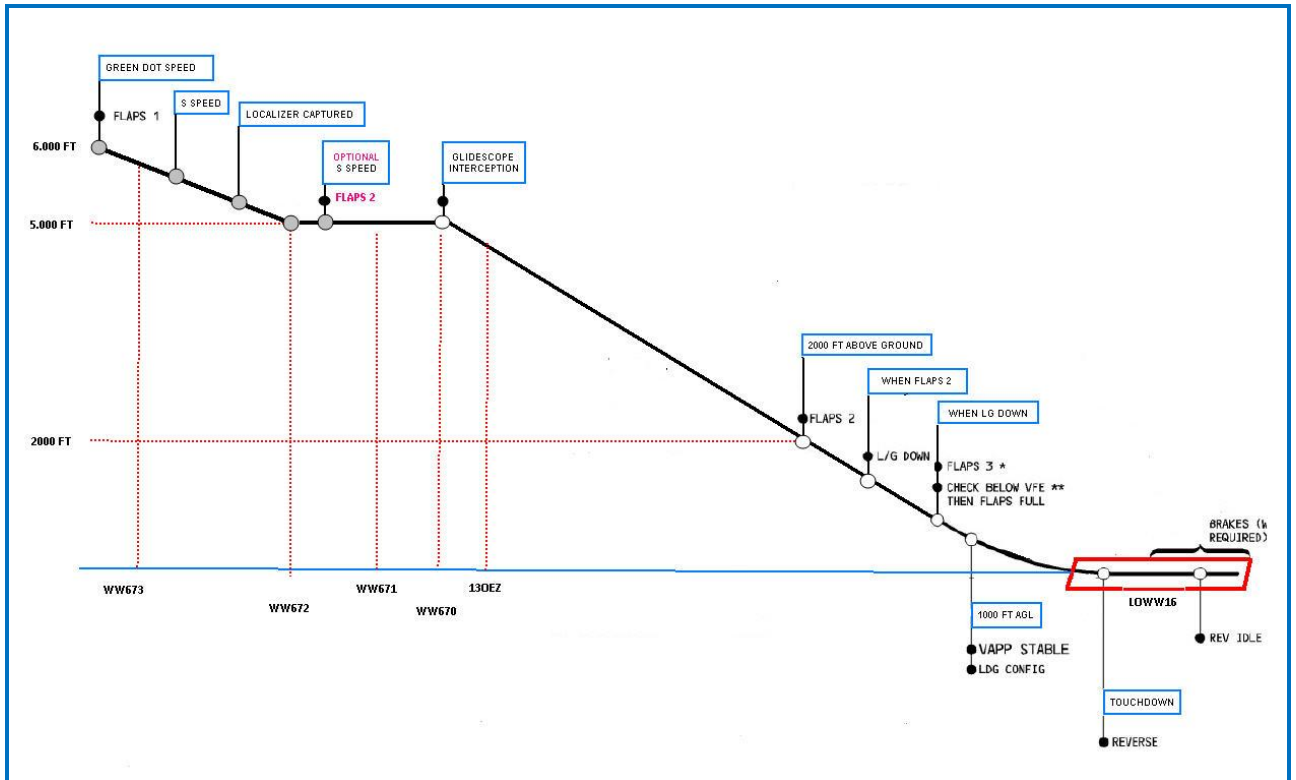 GREEN DOT SPEED
FLAPS 1
S SPEED
LOCALIZER CAPTURED
6.000 FT
OPTIONAL
S SPEED
FLAPS 2
GLIDESCOPE
INTERCEPTION
5.000 FT
2000 FT ABOVE GROUND
WHEN FLAPS 2
WHEN LG DOWN
FLAPS 2
2000 FT
L/G DOWN
FLAPS 3 *
CHECK BELOW VFE **
THEN FLAPS FULL
BRAKES (W
REQUIRED)
WW673
WW672
WW671
WW670
13OEZ
LOWW16
1000 FT AGL
VAPP STABLE
LDG CONFIG
REV IDLE
TOUCHDOWN
REVERSE